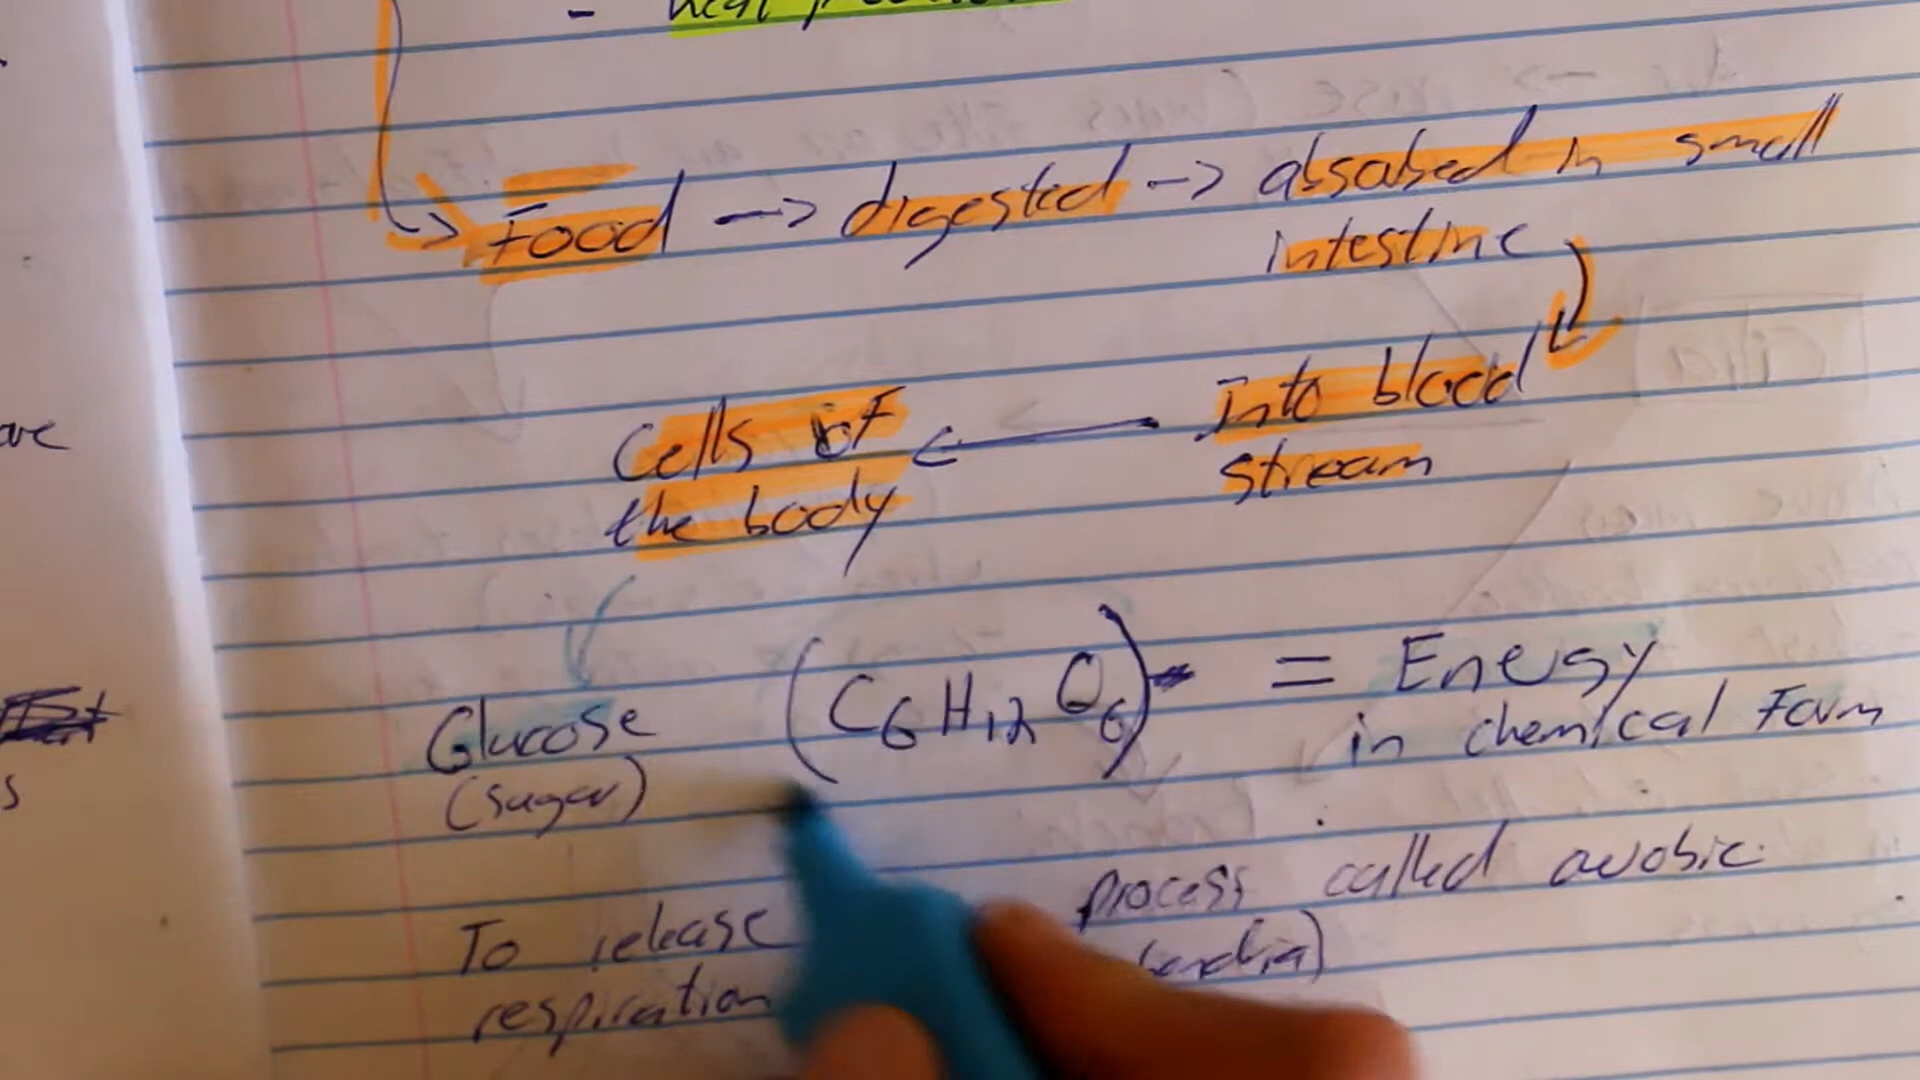 Food -> digested -> absabed in small
intestine
Into blood
stream
Cells of
the body
Glucose (C6H12O6) = Energy
(sugar) in chemical Form
To release process called
respiration